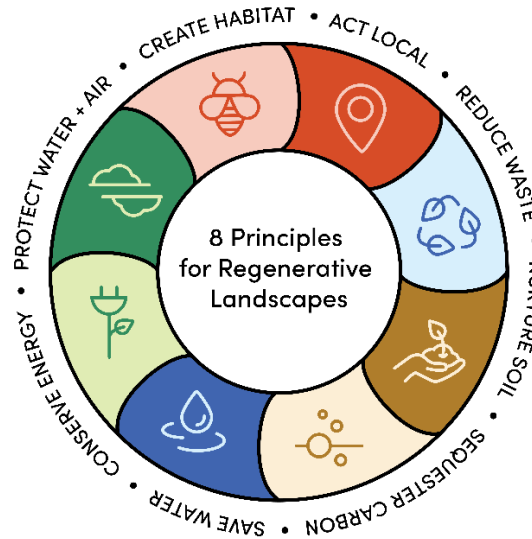 8 Principles
for Regenerative
Landscapes
ACT LOCAL •
REDUCE WASTE
NURTURE SOIL •
SEQUESTER CARBON •
SAVE WATER •
CONSERVE ENERGY •
PROTECT WATER + AIR •
CREATE HABITAT •